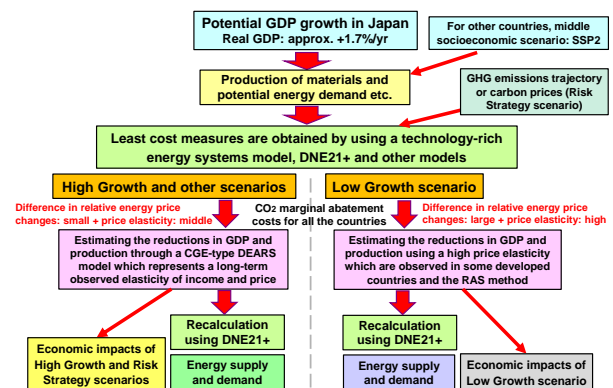 Potential GDP growth in Japan
Real GDP: approx. +1.7%/yr
For other countries, middle
socioeconomic scenario: SSP2
Production of materials and
potential energy demand etc.
GHG emissions trajectory
or carbon prices (Risk
Strategy scenario)
Least cost measures are obtained by using a technology-rich
energy systems model, DNE21+ and other models
High Growth and other scenarios
Low Growth scenario
Difference in relative energy price
changes: small + price elasticity: middle
CO2 marginal abatement
costs for all the countries
Difference in relative energy price
changes: large + price elasticity: high
Estimating the reductions in GDP and
production through a CGE-type DEARS
model which represents a long-term
observed elasticity of income and price
Estimating the reductions in GDP and
production using a high price elasticity
which are observed in some developed
countries and the RAS method
Recalculation
using DNE21+
Recalculation
using DNE21+
Economic impacts of
High Growth and Risk
Strategy scenarios
Energy supply
and demand
Energy supply
and demand
Economic impacts of
Low Growth scenario